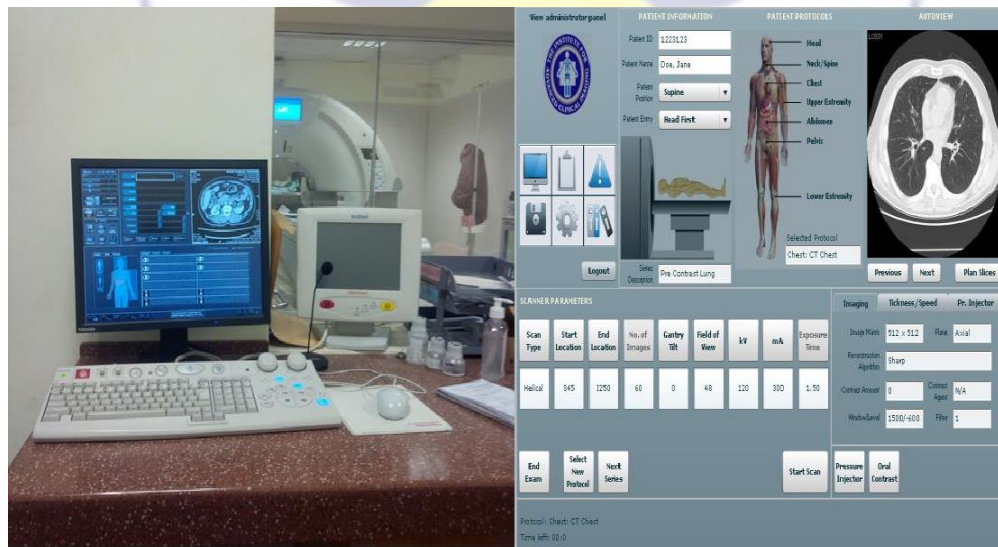 View administrator panel
PATIENT INFORMATION
PATIENT PROTOCOLS
AUTOVIEW
Patient ID
1223123
Patient Name
Doe, Jane
Patient Position
Supine
Patient Entry
Head First
Head
Neck/Spine
Chest
Upper Extremity
Abdomen
Pelvis
Lower Extremity
Selected Protocol
Chest: CT Chest
Series Description
Pre Contrast Lung
Logout
Previous
Next
Plan Slices
SCANNER PARAMETERS
Scan Type
Start Location
End Location
No. of Images
Gantry Tilt
Field of View
kV
mA
Exposure Time
Helical
S45
I250
60
0
48
120
300
1.50
Imaging
Tickness/Speed
Pr. Injector
Image Matrix
512 x 512
Plane
Axial
Reconstruction Algorithm
Sharp
Contrast Amount
0
Contrast Agent
N/A
Window/Level
1500/-600
Filter
1
End Exam
Select New Protocol
Next Series
Start Scan
Pressure Injector
Oral Contrast
Protocol: Chest: CT Chest
Time left: 00:0